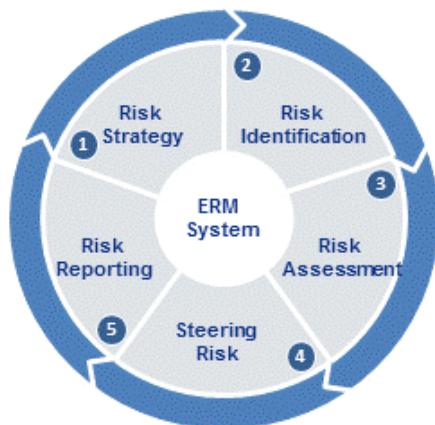 1
Risk
Strategy
2
Risk
Identification
3
Risk
Assessment
4
Steering
Risk
5
Risk
Reporting
ERM
System